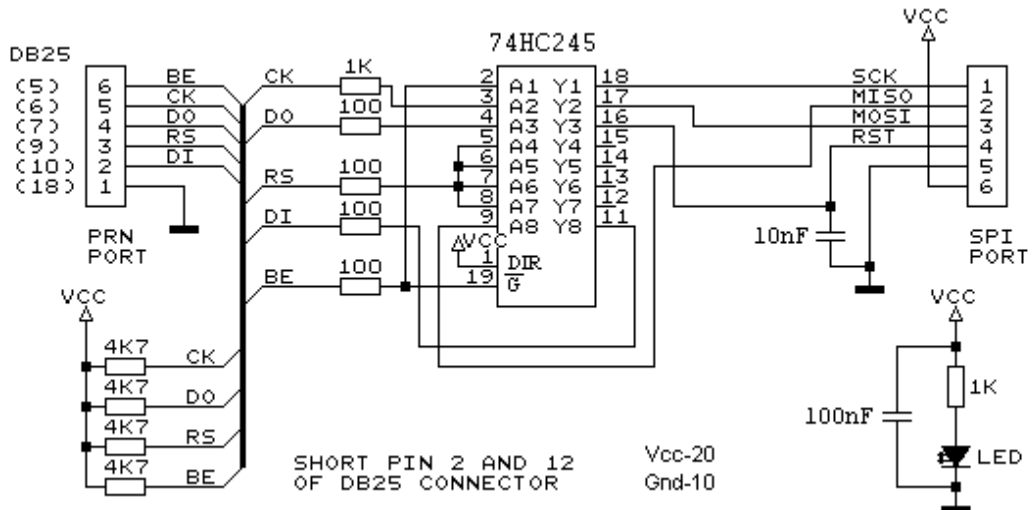 VCC
74HC245
DB25
(5) 6 BE
(6) 5 CK
(7) 4 DO
(9) 3 RS
(10) 2 DI
(18) 1
PRN
PORT
CK 1K
DO 100
RS 100
DI 100
BE 100
2 A1 Y1 18
3 A2 Y2 17
4 A3 Y3 16
5 A4 Y4 15
6 A5 Y5 14
7 A6 Y6 13
8 A7 Y7 12
9 A8 Y8 11
VCC
1 DIR
19 G
SCK 1
MISO 2
MOSI 3
RST 4
5
6
SPI
PORT
10nF
VCC
4K7 CK
4K7 DO
4K7 RS
4K7 BE
SHORT PIN 2 AND 12
OF DB25 CONNECTOR
Vcc-20
Gnd-10
VCC
1K
100nF
LED